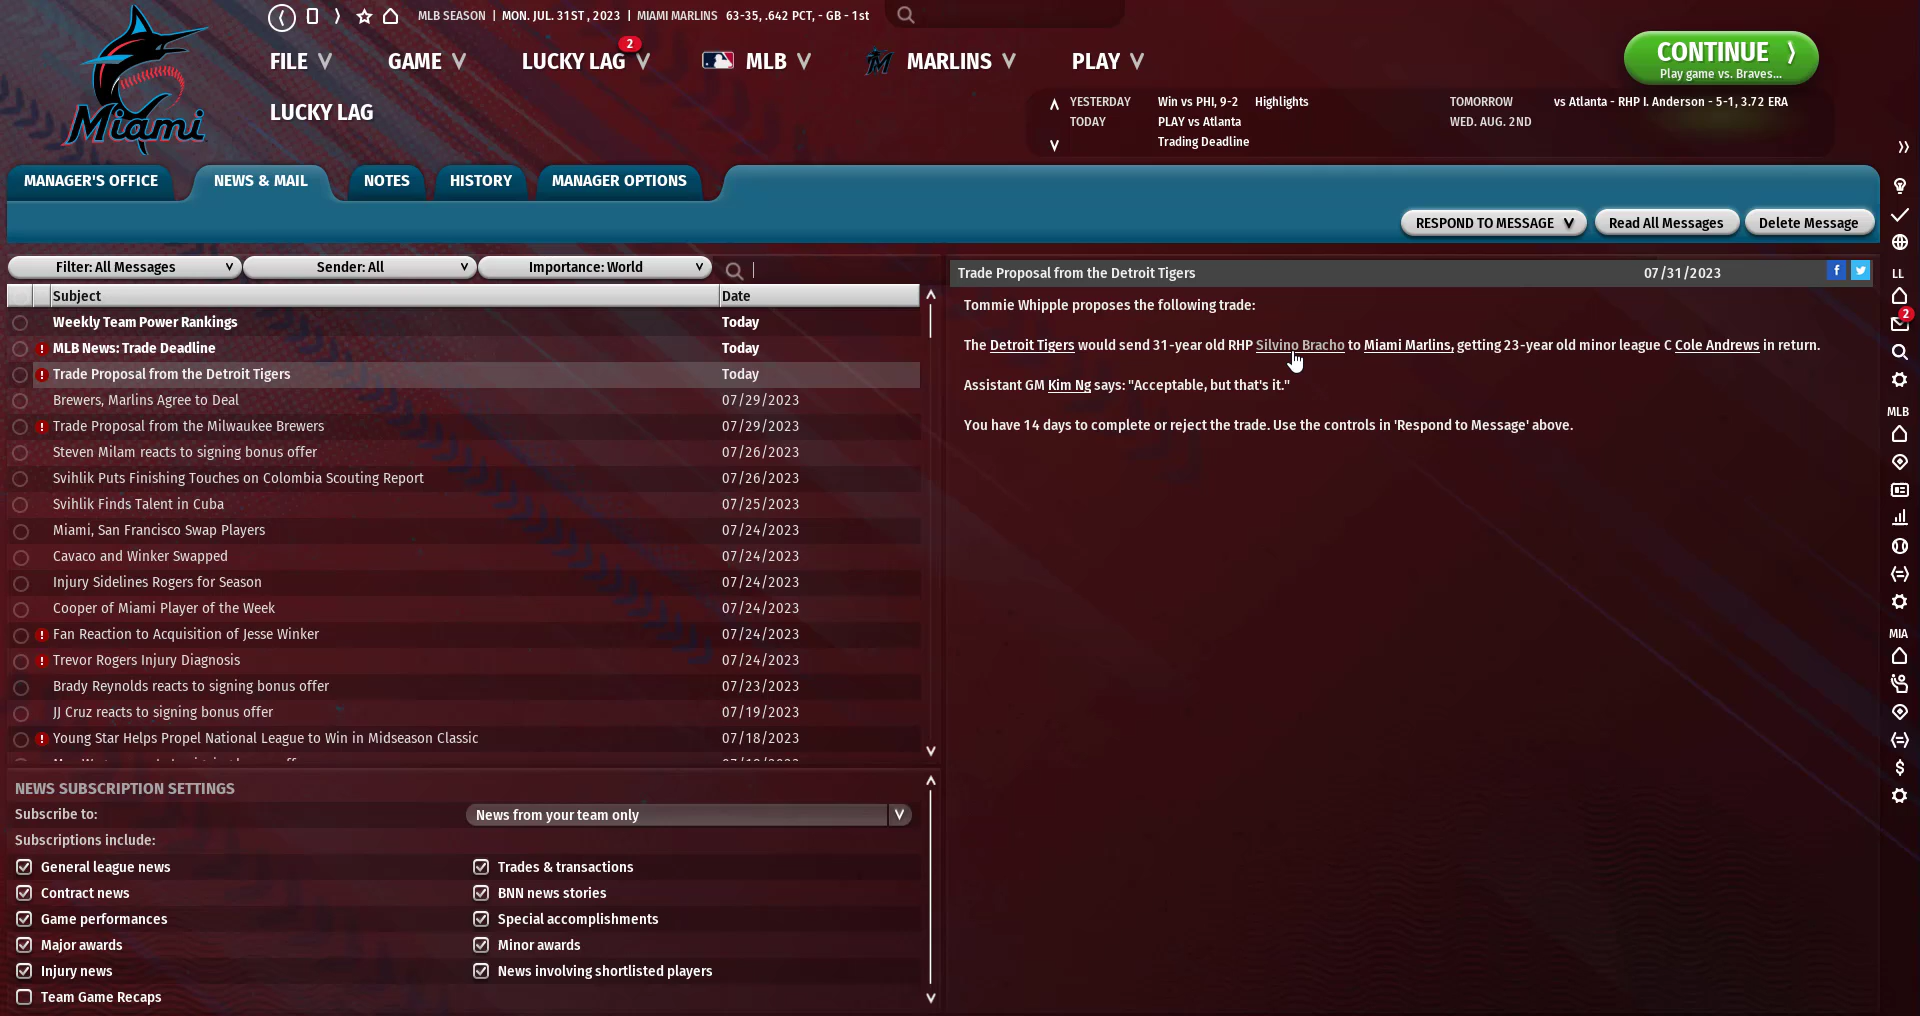 MLB SEASON | MON. JUL. 31ST , 2023 | MIAMI MARLINS 63-35, .642 PCT, - GB - 1st
FILE GAME LUCKY LAG 2 MLB MARLINS PLAY
CONTINUE
Play game vs. Braves...
Miami
LUCKY LAG
YESTERDAY Win vs PHI, 9-2 Highlights TOMORROW vs Atlanta - RHP I. Anderson - 5-1, 3.72 ERA
TODAY PLAY vs Atlanta WED. AUG. 2ND
Trading Deadline
MANAGER'S OFFICE NEWS & MAIL NOTES HISTORY MANAGER OPTIONS
RESPOND TO MESSAGE Read All Messages Delete Message
Filter: All Messages Sender: All Importance: World
Subject Date
Weekly Team Power Rankings Today
! MLB News: Trade Deadline Today
! Trade Proposal from the Detroit Tigers Today
Brewers, Marlins Agree to Deal 07/29/2023
! Trade Proposal from the Milwaukee Brewers 07/29/2023
Steven Milam reacts to signing bonus offer 07/26/2023
Svihlik Puts Finishing Touches on Colombia Scouting Report 07/26/2023
Svihlik Finds Talent in Cuba 07/25/2023
Miami, San Francisco Swap Players 07/24/2023
Cavaco and Winker Swapped 07/24/2023
Injury Sidelines Rogers for Season 07/24/2023
Cooper of Miami Player of the Week 07/24/2023
! Fan Reaction to Acquisition of Jesse Winker 07/24/2023
! Trevor Rogers Injury Diagnosis 07/24/2023
Brady Reynolds reacts to signing bonus offer 07/23/2023
JJ Cruz reacts to signing bonus offer 07/19/2023
! Young Star Helps Propel National League to Win in Midseason Classic 07/18/2023
NEWS SUBSCRIPTION SETTINGS
Subscribe to: News from your team only
Subscriptions include:
General league news Trades & transactions
Contract news BNN news stories
Game performances Special accomplishments
Major awards Minor awards
Injury news News involving shortlisted players
Team Game Recaps
Trade Proposal from the Detroit Tigers 07/31/2023 f
Tommie Whipple proposes the following trade:
The Detroit Tigers would send 31-year old RHP Silvino Bracho to Miami Marlins, getting 23-year old minor league C Cole Andrews in return.
Assistant GM Kim Ng says: "Acceptable, but that's it."
You have 14 days to complete or reject the trade. Use the controls in 'Respond to Message' above.
LL
2
MLB
MIA
$